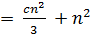 = cn²/3 + n²